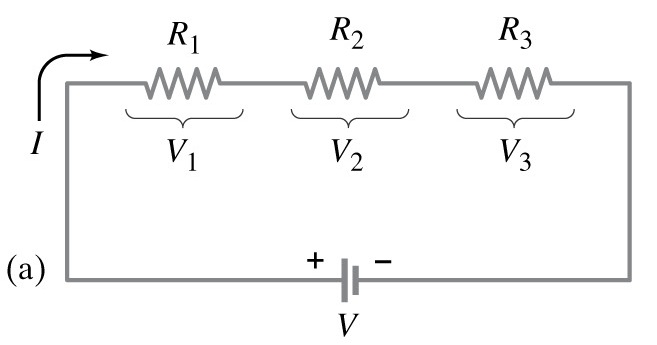 R₁ R₂ R₃
I V₁ V₂ V₃
(a) + −
V